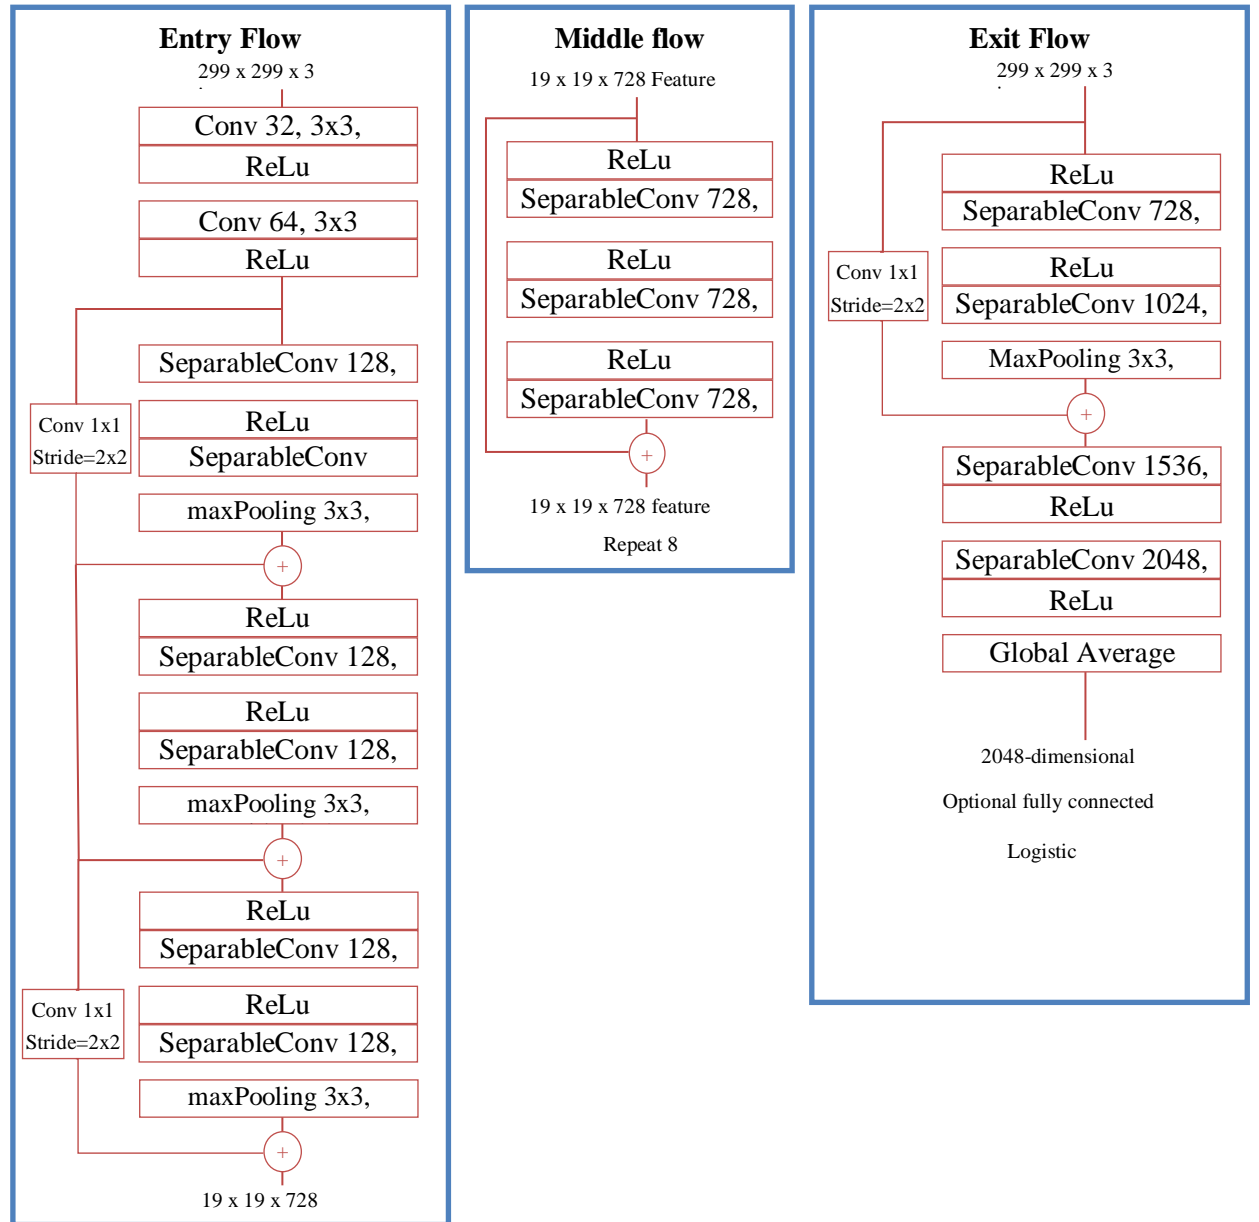 Entry Flow
299 x 299 x 3
Conv 32, 3x3,
ReLu
Conv 64, 3x3
ReLu
SeparableConv 128,
Conv 1x1
Stride=2x2
ReLu
SeparableConv
maxPooling 3x3,
+
ReLu
SeparableConv 128,
ReLu
SeparableConv 128,
maxPooling 3x3,
+
ReLu
SeparableConv 128,
Conv 1x1
Stride=2x2
ReLu
SeparableConv 128,
maxPooling 3x3,
+
19 x 19 x 728
Middle flow
19 x 19 x 728 Feature
ReLu
SeparableConv 728,
ReLu
SeparableConv 728,
ReLu
SeparableConv 728,
+
19 x 19 x 728 feature
Repeat 8
Exit Flow
299 x 299 x 3
ReLu
SeparableConv 728,
Conv 1x1
Stride=2x2
ReLu
SeparableConv 1024,
MaxPooling 3x3,
+
SeparableConv 1536,
ReLu
SeparableConv 2048,
ReLu
Global Average
2048-dimensional
Optional fully connected
Logistic